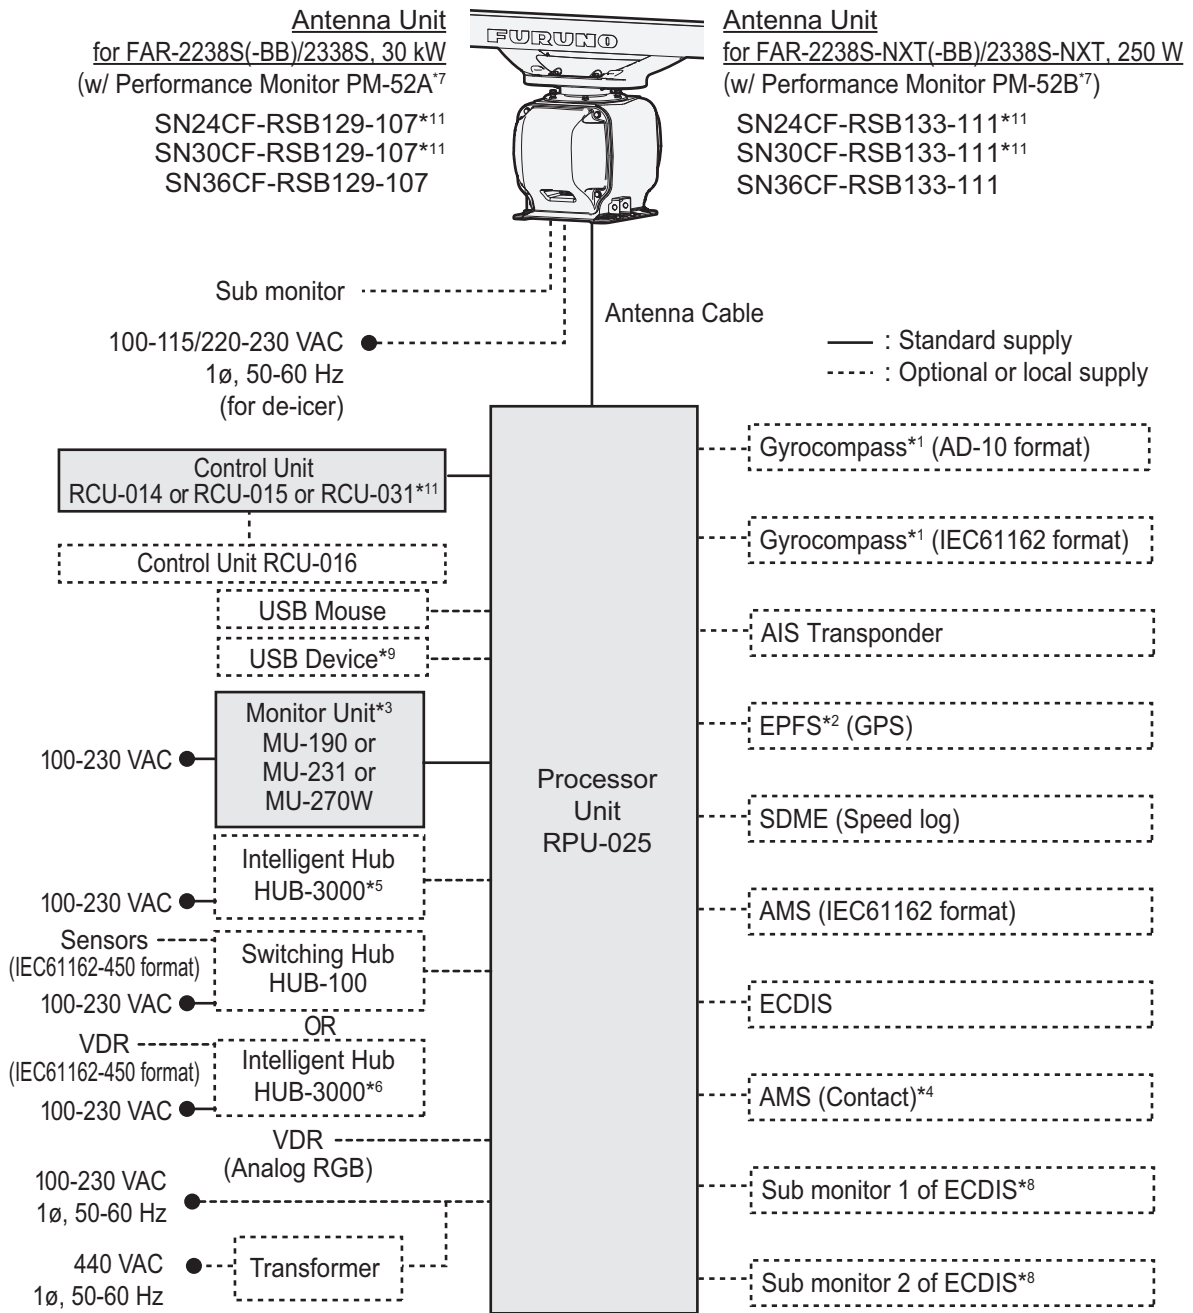 Antenna Unit
for FAR-2238S(-BB)/2338S, 30 kW
(w/ Performance Monitor PM-52A*7
SN24CF-RSB129-107*11
SN30CF-RSB129-107*11
SN36CF-RSB129-107
FURUNO
Antenna Unit
for FAR-2238S-NXT(-BB)/2338S-NXT, 250 W
(w/ Performance Monitor PM-52B*7)
SN24CF-RSB133-111*11
SN30CF-RSB133-111*11
SN36CF-RSB133-111
Sub monitor
100-115/220-230 VAC
1ø, 50-60 Hz
(for de-icer)
Antenna Cable
: Standard supply
: Optional or local supply
Control Unit
RCU-014 or RCU-015 or RCU-031*11
Control Unit RCU-016
USB Mouse
USB Device*9
Monitor Unit*3
MU-190 or
MU-231 or
MU-270W
100-230 VAC
Intelligent Hub
HUB-3000*5
100-230 VAC
Sensors
(IEC61162-450 format)
Switching Hub
HUB-100
100-230 VAC
OR
VDR
(IEC61162-450 format)
Intelligent Hub
HUB-3000*6
100-230 VAC
VDR
(Analog RGB)
100-230 VAC
1ø, 50-60 Hz
440 VAC
1ø, 50-60 Hz
Transformer
Processor
Unit
RPU-025
Gyrocompass*1 (AD-10 format)
Gyrocompass*1 (IEC61162 format)
AIS Transponder
EPFS*2 (GPS)
SDME (Speed log)
AMS (IEC61162 format)
ECDIS
AMS (Contact)*4
Sub monitor 1 of ECDIS*8
Sub monitor 2 of ECDIS*8